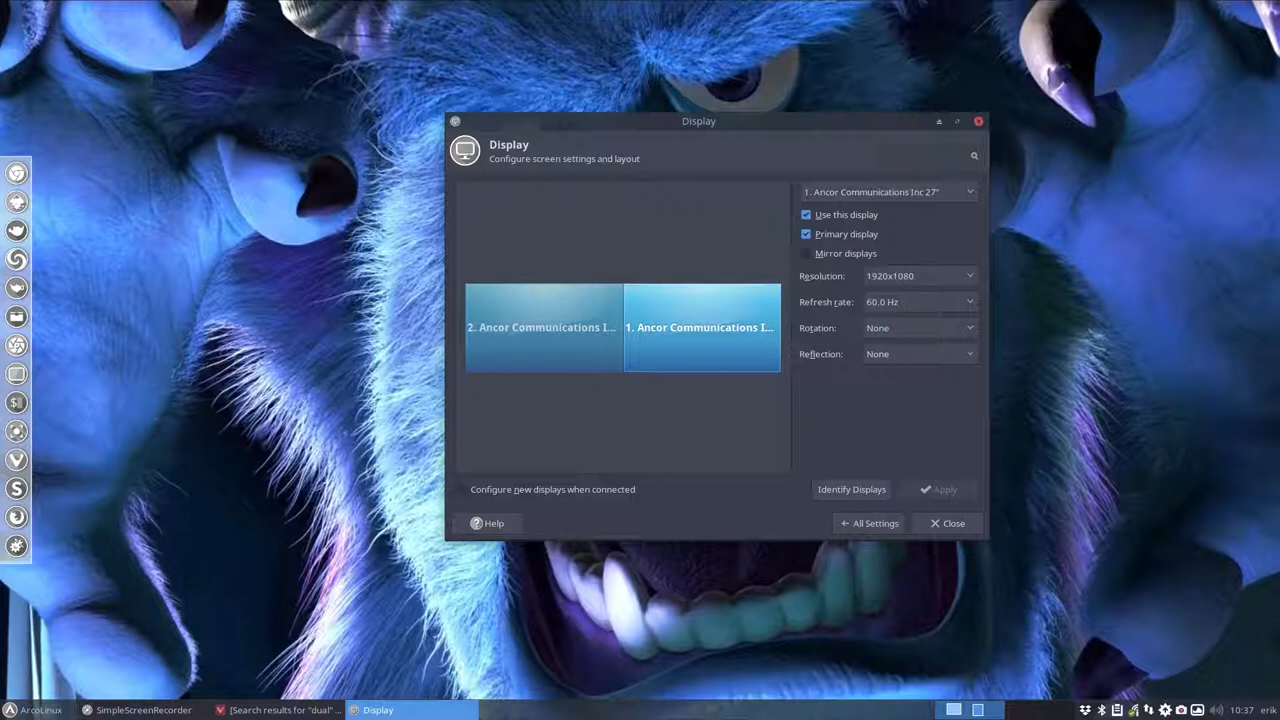 Display
Display
Configure screen settings and layout
1. Ancor Communications Inc 27"
Use this display
Primary display
Mirror displays
Resolution: 1920x1080
Refresh rate: 60.0 Hz
Rotation: None
Reflection: None
2. Ancor Communications I...
1. Ancor Communications I...
Configure new displays when connected
Identify Displays
Apply
Help
All Settings
Close
ArcoLinux
SimpleScreenRecorder
[Search results for "dual" ...
Display
10:37
erik